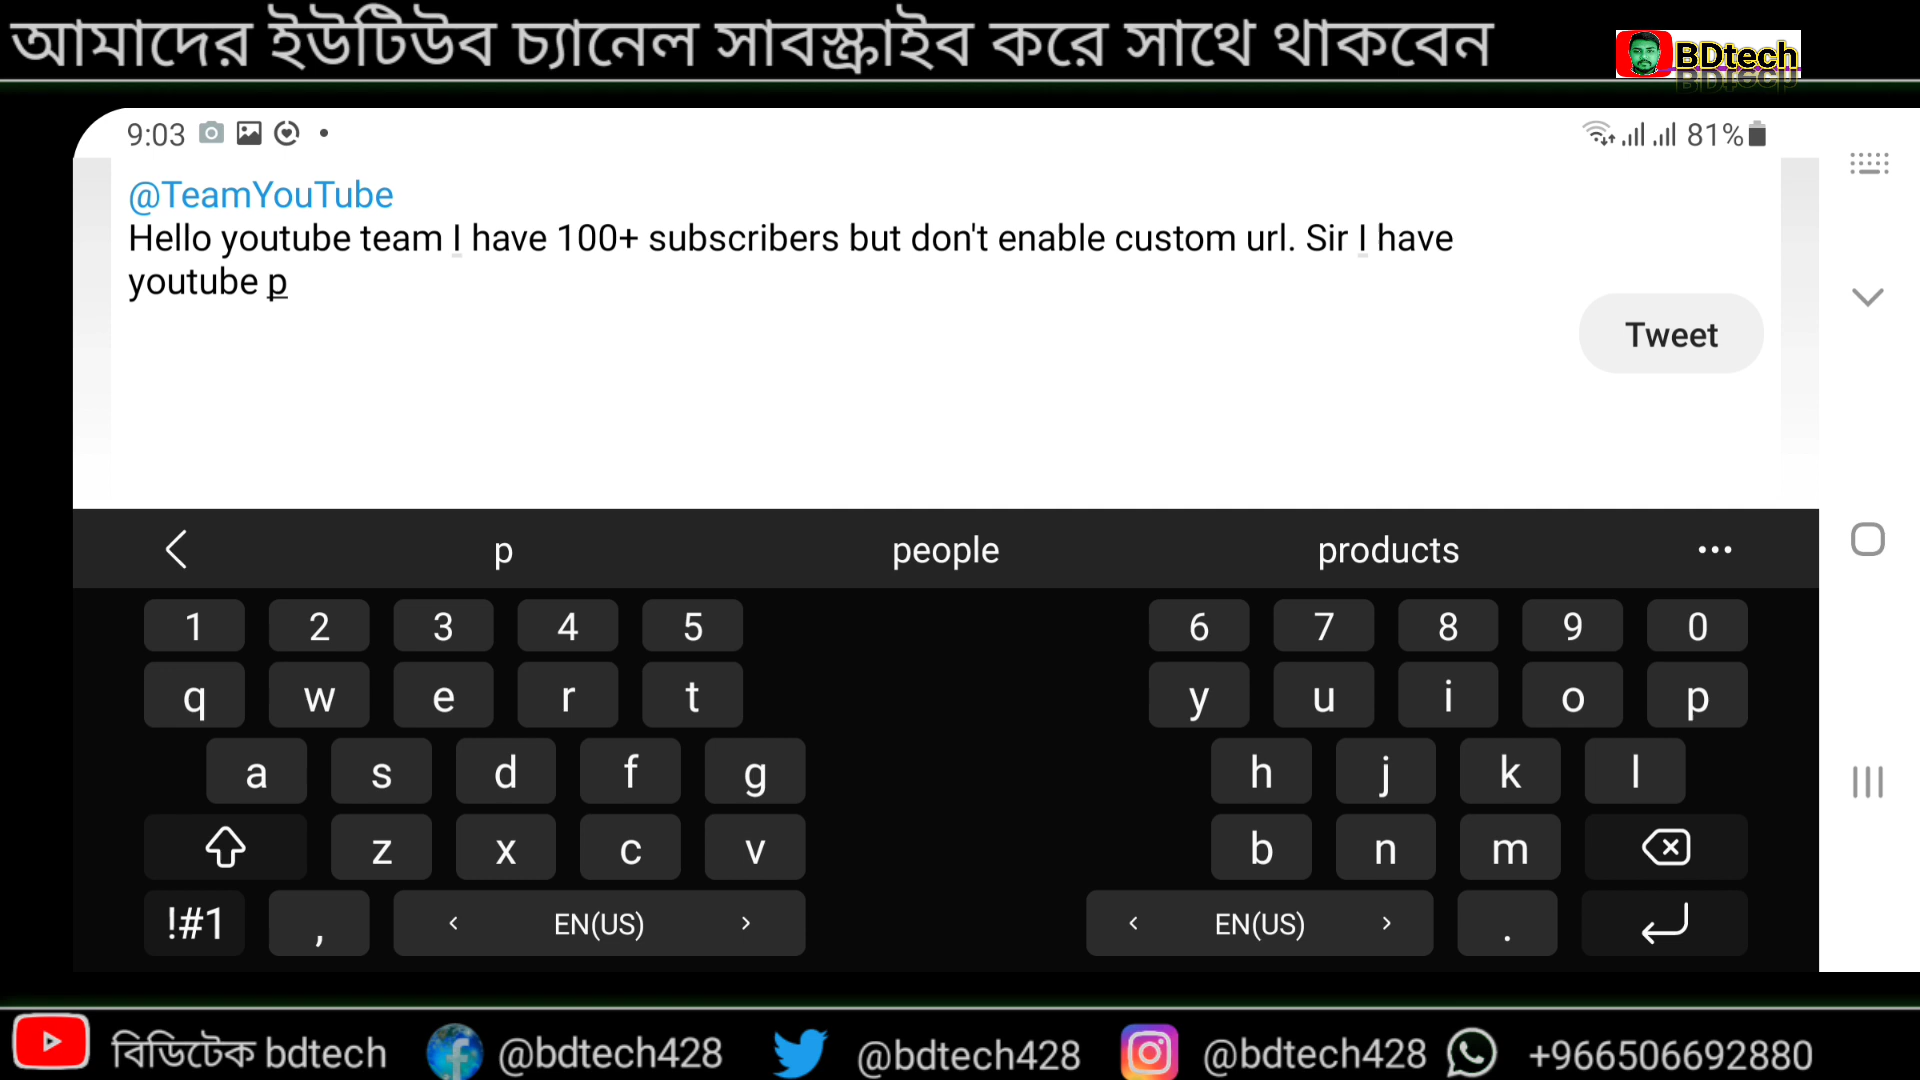 আমাদের ইউটিউব চ্যানেল সাবস্ক্রাইব করে সাথে থাকবেন
BDtech
9:03
81%
@TeamYouTube
Hello youtube team I have 100+ subscribers but don't enable custom url. Sir I have
youtube p
Tweet
p people products
1 2 3 4 5 6 7 8 9 0
q w e r t y u i o p
a s d f g h j k l
z x c v b n m
!#1 , < EN(US) > < EN(US) > .
বিডিটেক bdtech @bdtech428 @bdtech428 @bdtech428 +966506692880